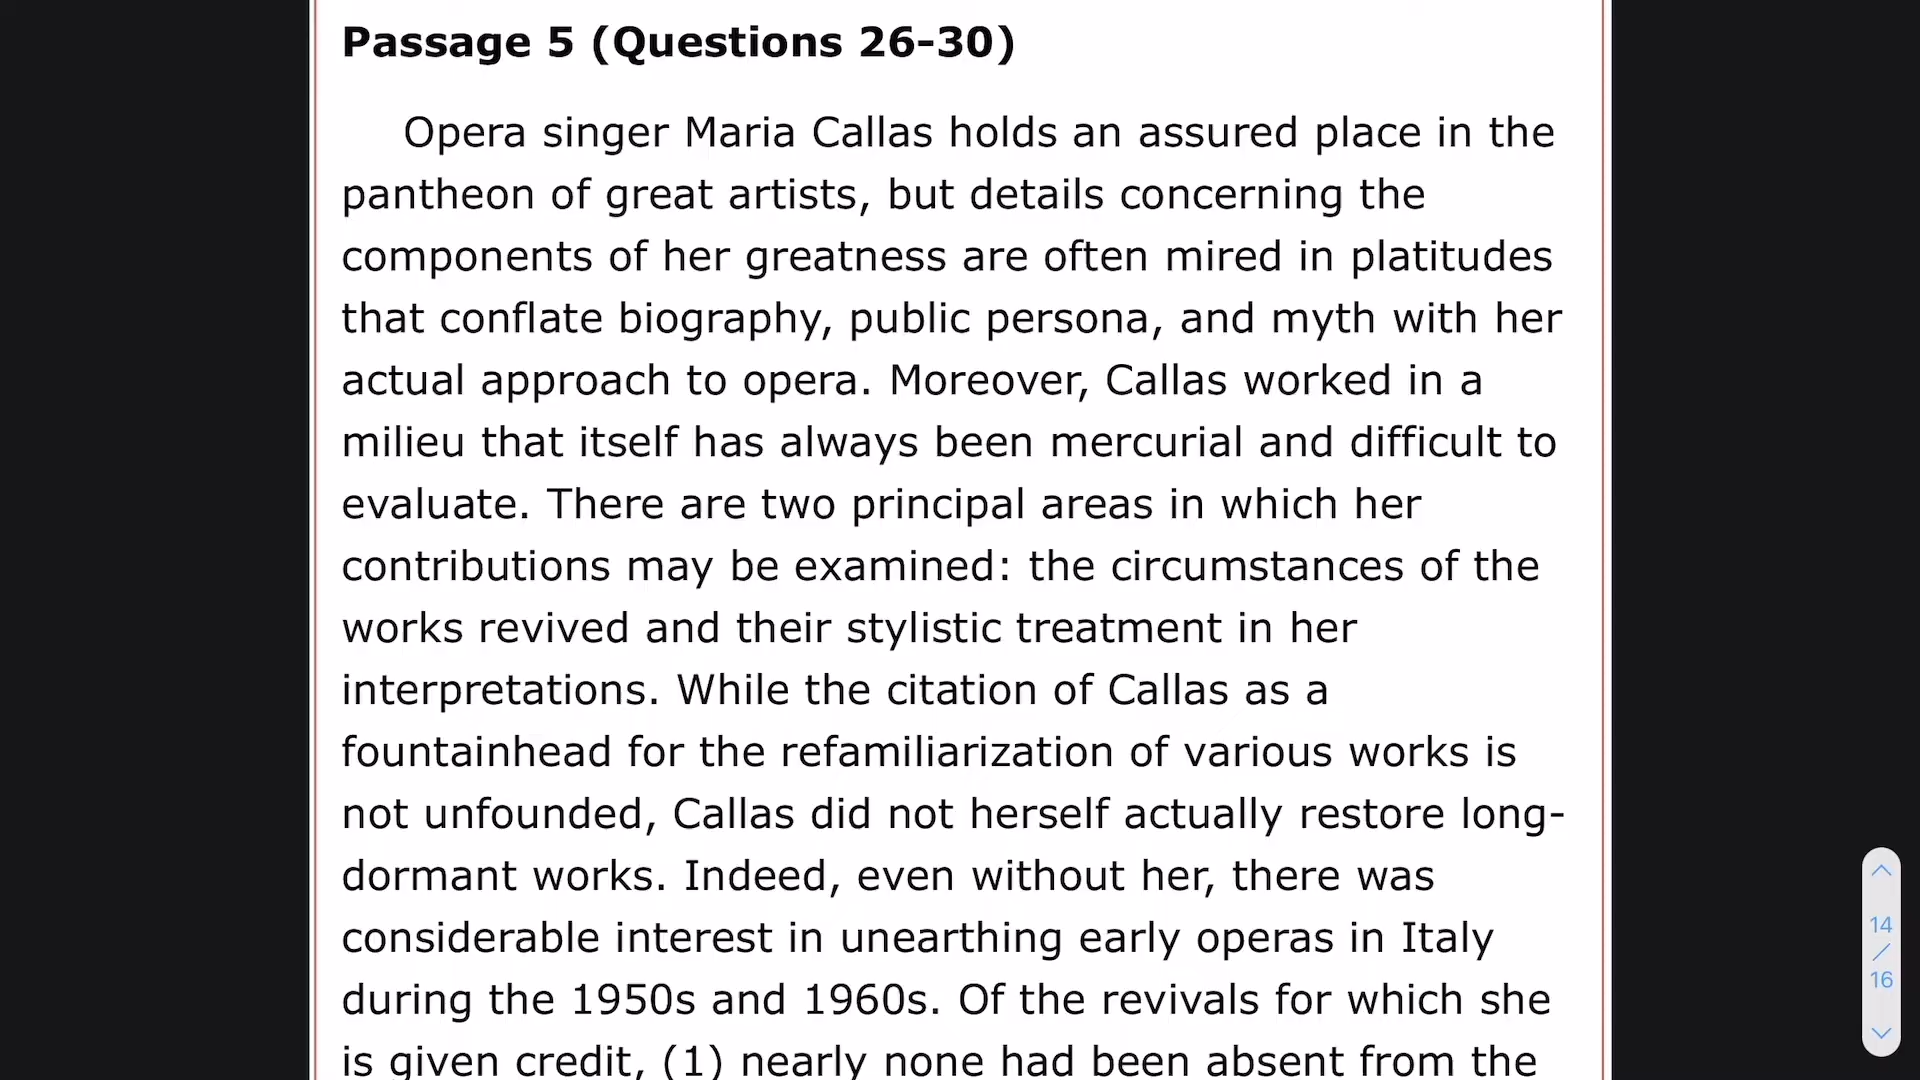 Passage 5 (Questions 26-30)
Opera singer Maria Callas holds an assured place in the
pantheon of great artists, but details concerning the
components of her greatness are often mired in platitudes
that conflate biography, public persona, and myth with her
actual approach to opera. Moreover, Callas worked in a
milieu that itself has always been mercurial and difficult to
evaluate. There are two principal areas in which her
contributions may be examined: the circumstances of the
works revived and their stylistic treatment in her
interpretations. While the citation of Callas as a
fountainhead for the refamiliarization of various works is
not unfounded, Callas did not herself actually restore long-
dormant works. Indeed, even without her, there was
considerable interest in unearthing early operas in Italy
during the 1950s and 1960s. Of the revivals for which she
is given credit, (1) nearly none had been absent from the
14
/
16